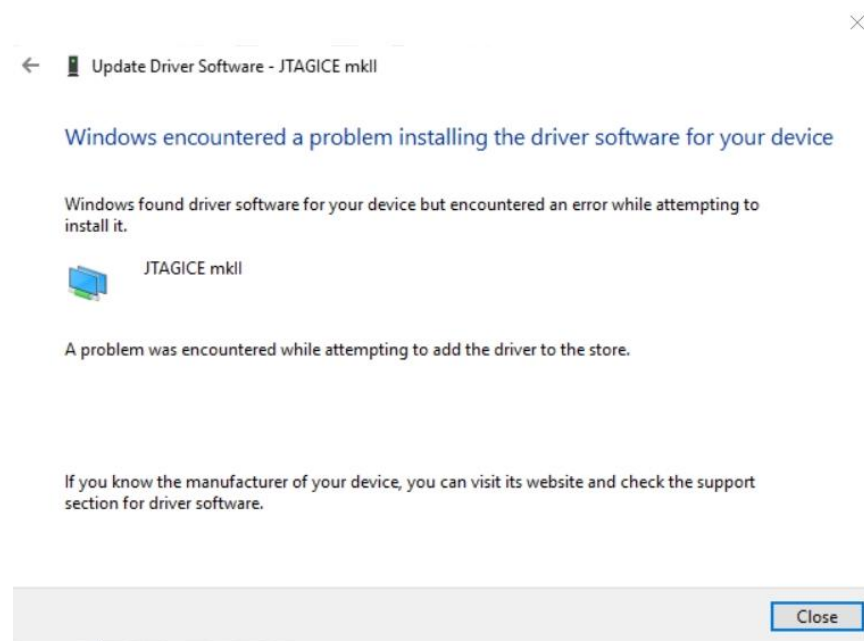 Update Driver Software - JTAGICE mkII
Windows encountered a problem installing the driver software for your device
Windows found driver software for your device but encountered an error while attempting to
install it.
JTAGICE mkII
A problem was encountered while attempting to add the driver to the store.
If you know the manufacturer of your device, you can visit its website and check the support
section for driver software.
Close